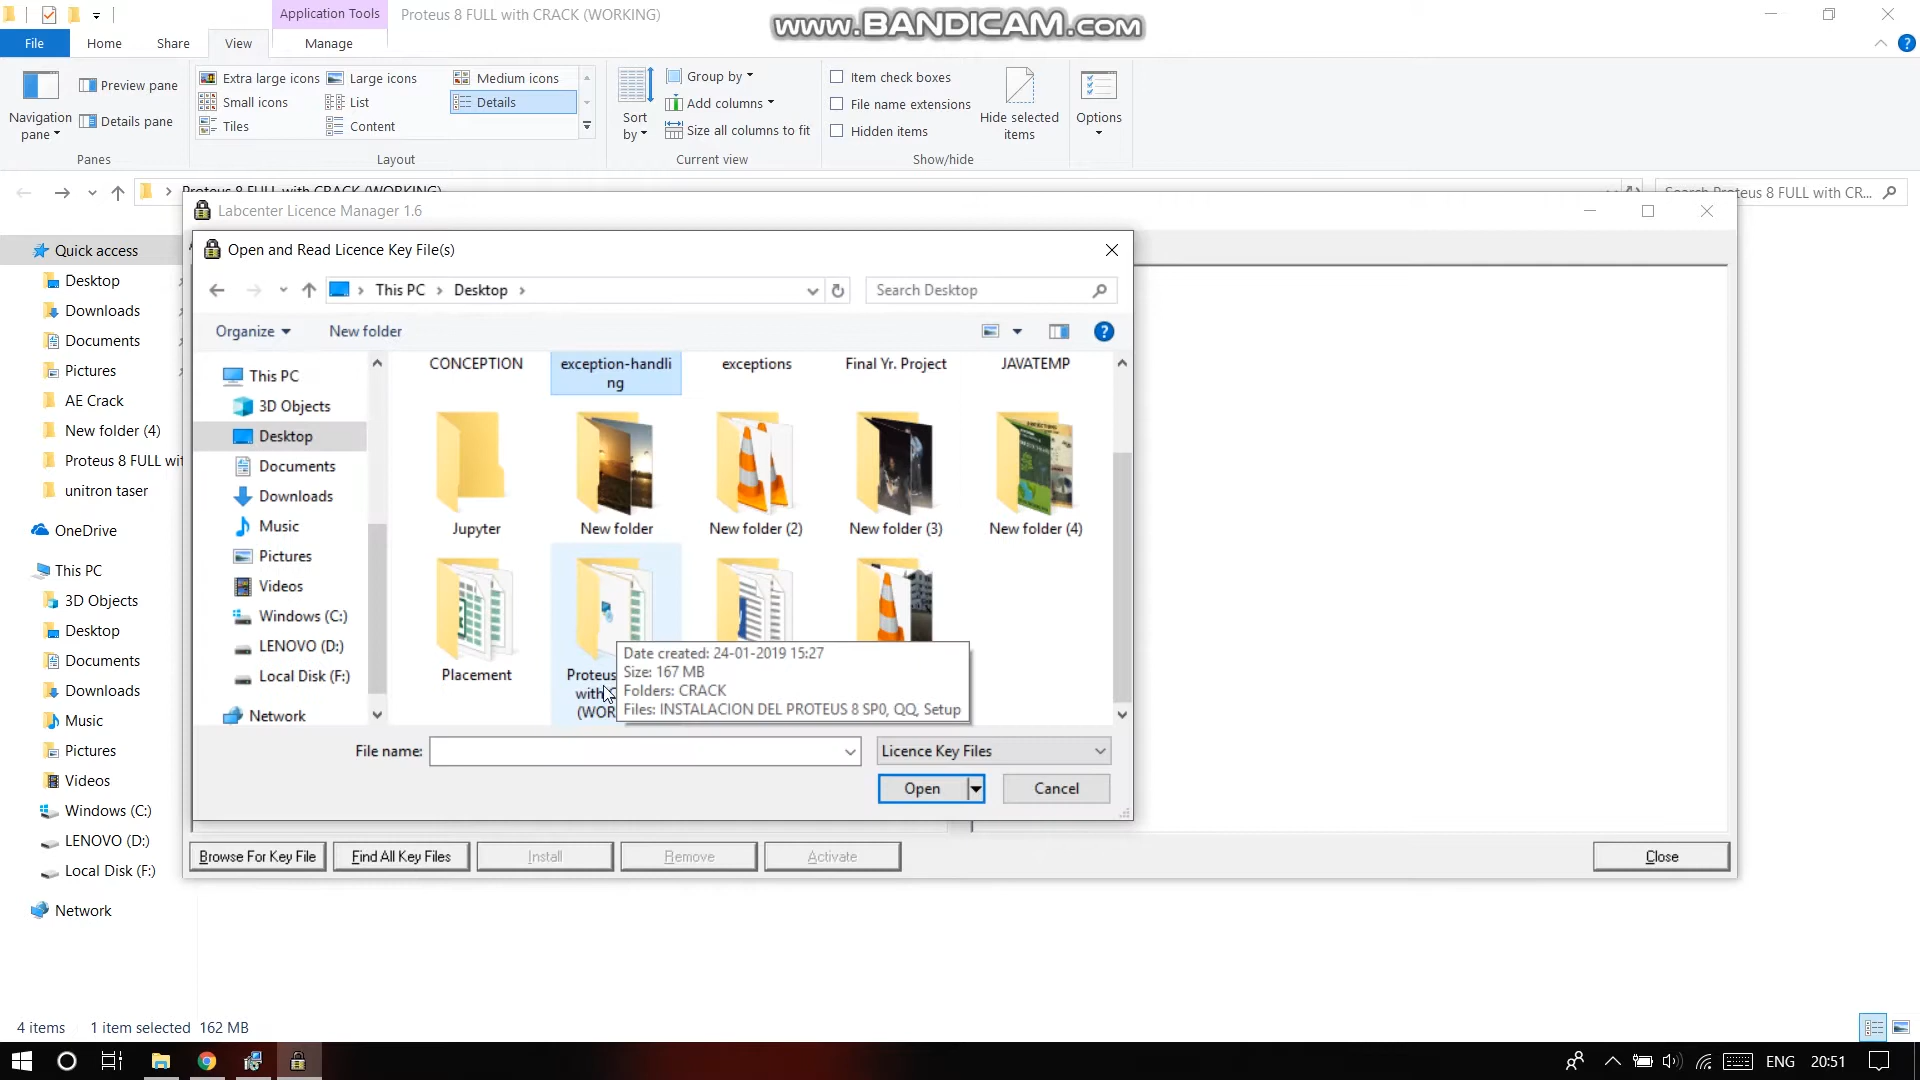 Application Tools
Proteus 8 FULL with CRACK (WORKING)
www.BANDICAM.com
File
Home
Share
View
Manage
Navigation pane
Preview pane
Details pane
Panes
Extra large icons
Large icons
Medium icons
Small icons
List
Details
Tiles
Content
Layout
Sort by
Group by
Add columns
Size all columns to fit
Current view
Item check boxes
File name extensions
Hidden items
Hide selected items
Show/hide
Options
Proteus 8 FULL with CRACK (WORKING)
Search Proteus 8 FULL with CR...
Quick access
Desktop
Downloads
Documents
Pictures
AE Crack
New folder (4)
Proteus 8 FULL wit
unitron taser
OneDrive
This PC
3D Objects
Desktop
Documents
Downloads
Music
Pictures
Videos
Windows (C:)
LENOVO (D:)
Local Disk (F:)
Network
Labcenter Licence Manager 1.6
Open and Read Licence Key File(s)
This PC
Desktop
Search Desktop
Organize
New folder
This PC
3D Objects
Desktop
Documents
Downloads
Music
Pictures
Videos
Windows (C:)
LENOVO (D:)
Local Disk (F:)
Network
CONCEPTION
exception-handli
ng
exceptions
Final Yr. Project
JAVATEMP
Jupyter
New folder
New folder (2)
New folder (3)
New folder (4)
Placement
Proteus
with
(WOR
Date created: 24-01-2019 15:27
Size: 167 MB
Folders: CRACK
Files: INSTALACION DEL PROTEUS 8 SP0, QQ, Setup
File name:
Licence Key Files
Open
Cancel
Browse For Key File
Find All Key Files
Install
Remove
Activate
Close
4 items
1 item selected 162 MB
ENG
20:51